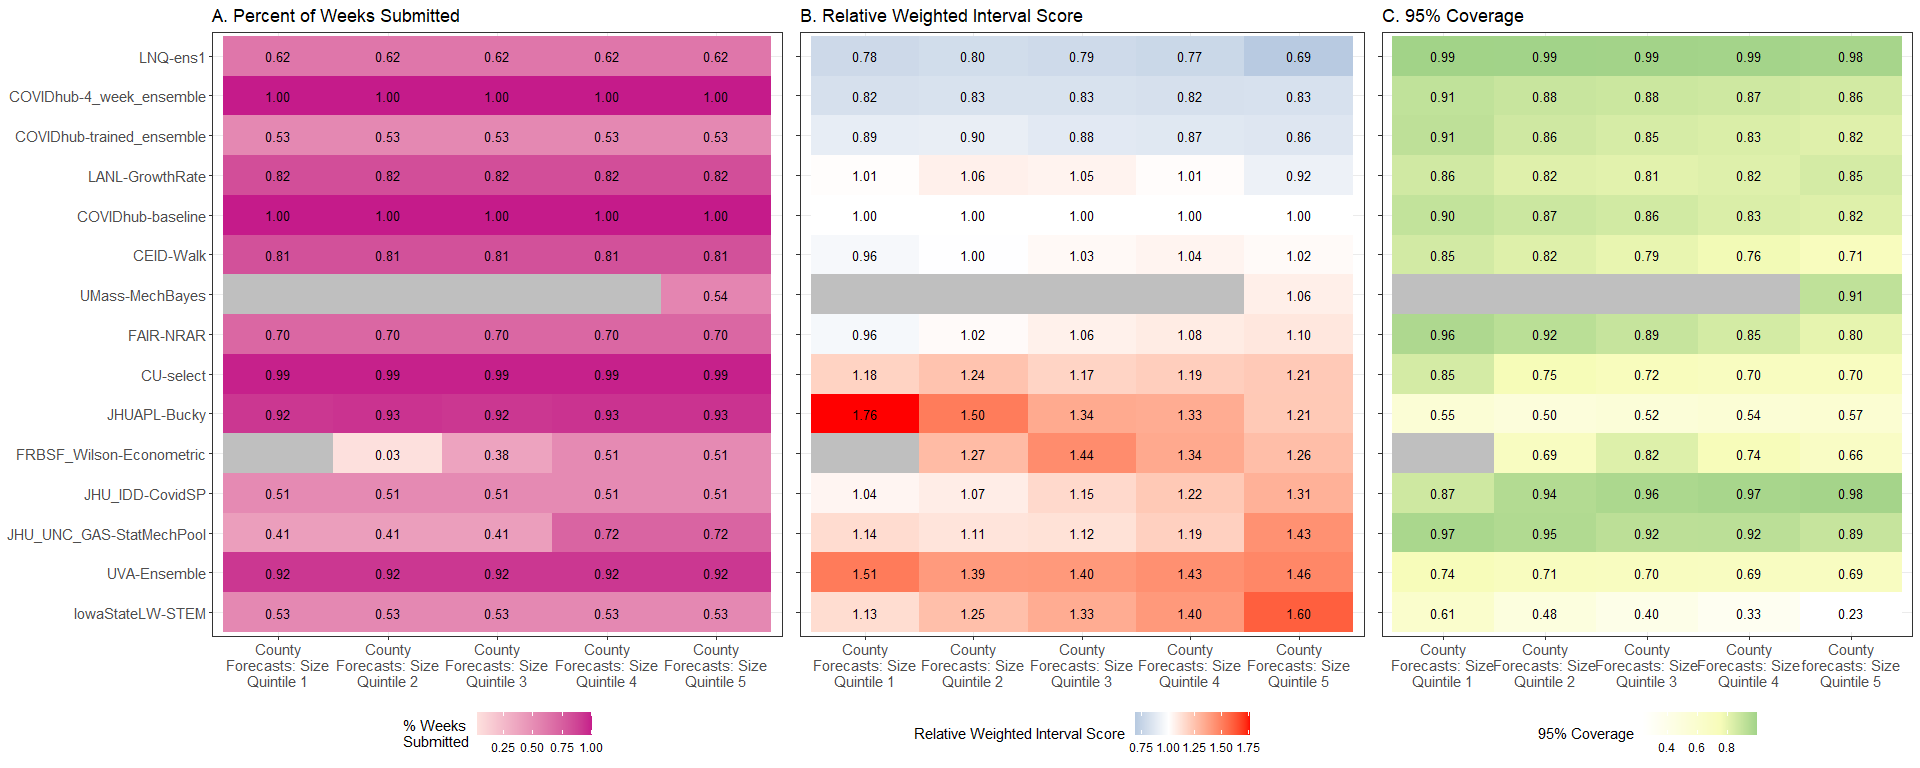 A. Percent of Weeks Submitted B. Relative Weighted Interval Score C. 95% Coverage
LNQ-ens1 0.62 0.62 0.62 0.62 0.62 0.78 0.80 0.79 0.77 0.69 0.99 0.99 0.99 0.99 0.98
COVIDhub-4_week_ensemble 1.00 1.00 1.00 1.00 1.00 0.82 0.83 0.83 0.82 0.83 0.91 0.88 0.88 0.87 0.86
COVIDhub-trained_ensemble 0.53 0.53 0.53 0.53 0.53 0.89 0.90 0.88 0.87 0.86 0.91 0.86 0.85 0.83 0.82
LANL-GrowthRate 0.82 0.82 0.82 0.82 0.82 1.01 1.06 1.05 1.01 0.92 0.86 0.82 0.81 0.82 0.85
COVIDhub-baseline 1.00 1.00 1.00 1.00 1.00 1.00 1.00 1.00 1.00 1.00 0.90 0.87 0.86 0.83 0.82
CEID-Walk 0.81 0.81 0.81 0.81 0.81 0.96 1.00 1.03 1.04 1.02 0.85 0.82 0.79 0.76 0.71
UMass-MechBayes 0.54 1.06 0.91
FAIR-NRAR 0.70 0.70 0.70 0.70 0.70 0.96 1.02 1.06 1.08 1.10 0.96 0.92 0.89 0.85 0.80
CU-select 0.99 0.99 0.99 0.99 0.99 1.18 1.24 1.17 1.19 1.21 0.85 0.75 0.72 0.70 0.70
JHUAPL-Bucky 0.92 0.93 0.92 0.93 0.93 1.76 1.50 1.34 1.33 1.21 0.55 0.50 0.52 0.54 0.57
FRBSF_Wilson-Econometric 0.03 0.38 0.51 0.51 1.27 1.44 1.34 1.26 0.69 0.82 0.74 0.66
JHU_IDD-CovidSP 0.51 0.51 0.51 0.51 0.51 1.04 1.07 1.15 1.22 1.31 0.87 0.94 0.96 0.97 0.98
JHU_UNC_GAS-StatMechPool 0.41 0.41 0.41 0.72 0.72 1.14 1.11 1.12 1.19 1.43 0.97 0.95 0.92 0.92 0.89
UVA-Ensemble 0.92 0.92 0.92 0.92 0.92 1.51 1.39 1.40 1.43 1.46 0.74 0.71 0.70 0.69 0.69
IowaStateLW-STEM 0.53 0.53 0.53 0.53 0.53 1.13 1.25 1.33 1.40 1.60 0.61 0.48 0.40 0.33 0.23
County County County County County County County County County County County County County County County
Forecasts: Size Forecasts: Size Forecasts: Size Forecasts: Size Forecasts: Size Forecasts: Size Forecasts: Size Forecasts: Size Forecasts: Size Forecasts: Size Forecasts: Size Forecasts: Size Forecasts: Size Forecasts: Size forecasts: Size
Quintile 1 Quintile 2 Quintile 3 Quintile 4 Quintile 5 Quintile 1 Quintile 2 Quintile 3 Quintile 4 Quintile 5 Quintile 1 Quintile 2 Quintile 3 Quintile 4 Quintile 5
% Weeks
Submitted
0.25 0.50 0.75 1.00
Relative Weighted Interval Score
0.75 1.00 1.25 1.50 1.75
95% Coverage
0.4 0.6 0.8